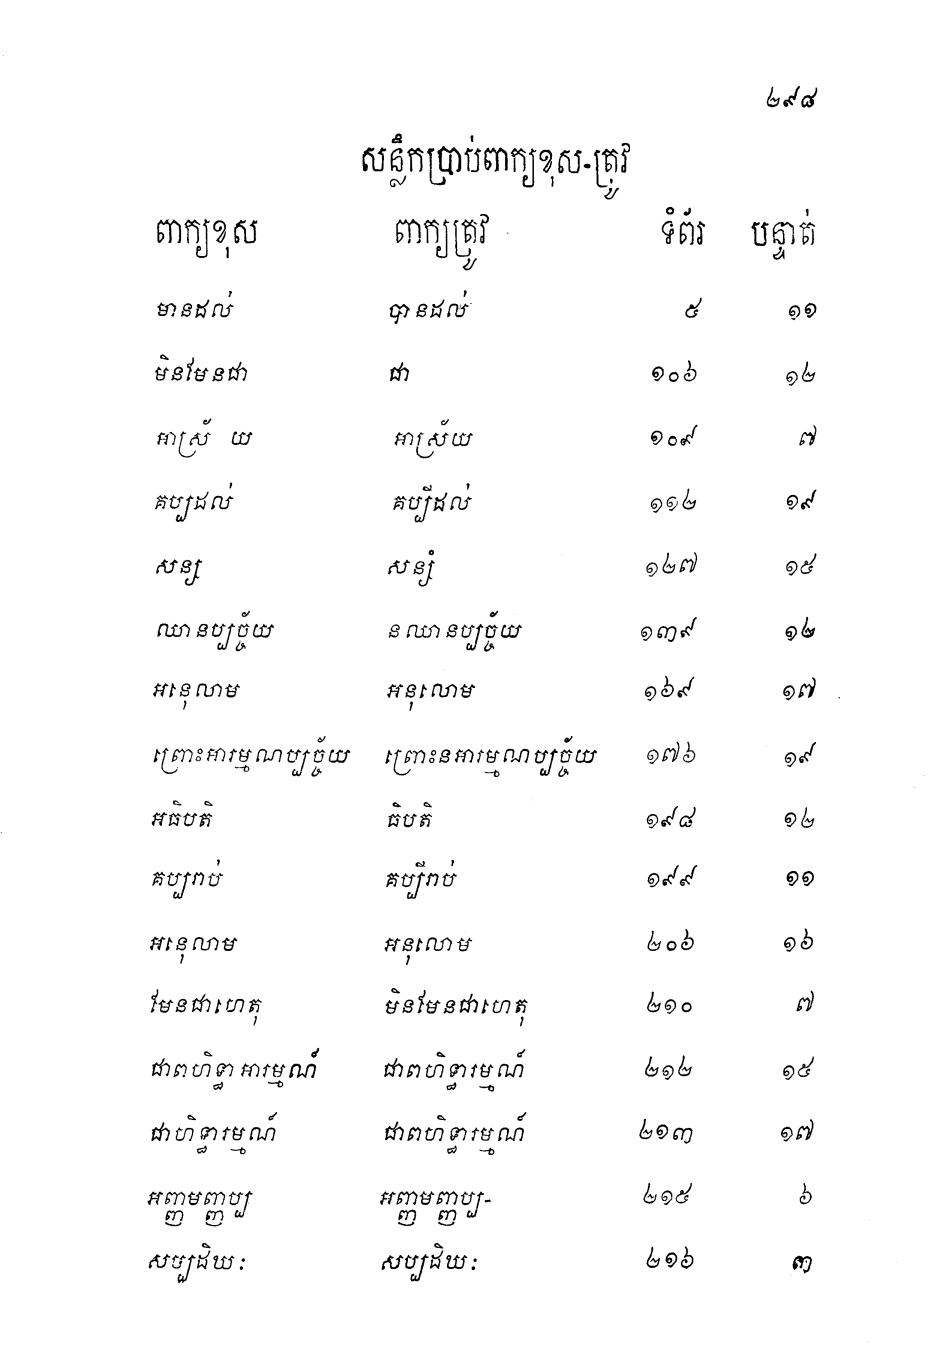 ២៩៨
សន្លឹកប្រាប់ពាក្យខុស-ត្រូវ
ពាក្យខុស ពាក្យត្រូវ ទំព័រ បន្ទាត់
មានដល់ បានដល់ ៥ ១១
មិនមែនជា ជា ១០៦ ១២
អាស្រ័ យ អាស្រ័យ ១០៩ ៧
គប្បដល់ គប្បីដល់ ១១២ ១៩
សន្យ សន្យំ ១២៧ ១៥
ឈានប្បច្ច័យ នឈានប្បច្ច័យ ១៣៩ ១២
អនេុលាម អនុលោម ១៦៩ ១៧
ព្រោះអារម្មណប្បច្ច័យ ព្រោះនអារម្មណប្បច្ច័យ ១៧៦ ១៩
អធិបតិ ធិបតិ ១៩៨ ១២
គប្បរាប់ គប្បីរាប់ ១៩៩ ១១
អនេុលាម អនុលោម ២០៦ ១៦
មែនជាហេតុ មិនមែនជាហេតុ ២១០ ៧
ជាពហិទ្ធាអារម្មណ៍ ជាពហិទ្ធារម្មណ៍ ២១២ ១៥
ជាហិទ្ធារម្មណ៍ ជាពហិទ្ធារម្មណ៍ ២១៣ ១៧
អញ្ញមញ្ញប្ប អញ្ញមញ្ញប្ប- ២១៥ ៦
សប្បដិឃៈ សប្បដិឃៈ ២១៦ ៣